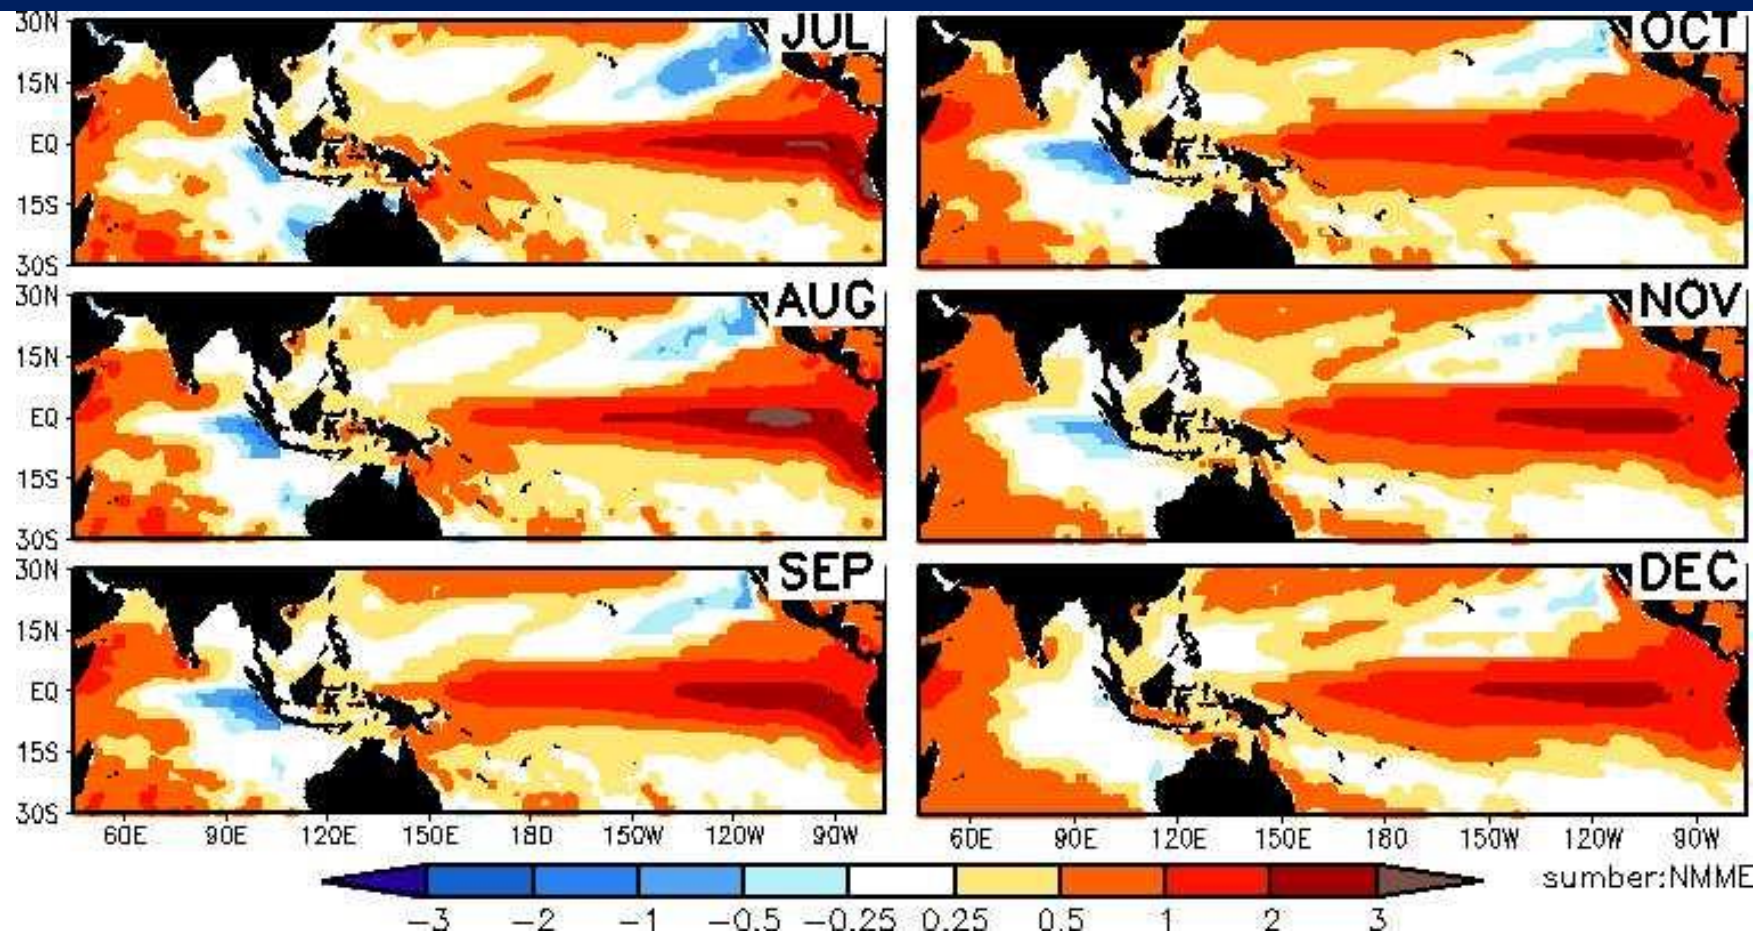 JUL
30N
15N
EQ
15S
30S
OCT
AUG
30N
15N
EQ
15S
30S
NOV
SEP
30N
15N
EQ
15S
30S
60E 90E 120E 150E 180 150W 120W 90W
DEC
60E 90E 120E 150E 180 150W 120W 90W
-3 -2 -1 -0.5 -0.25 0.25 0.5 1 2 3
sumber:NMME